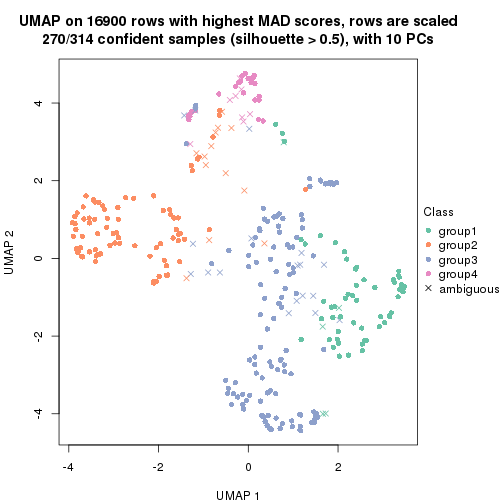 UMAP on 16900 rows with highest MAD scores, rows are scaled
270/314 confident samples (silhouette > 0.5), with 10 PCs
4
2
0
-2
-4
UMAP 2
-4
-2
0
2
UMAP 1
Class
group1
group2
group3
group4
ambiguous